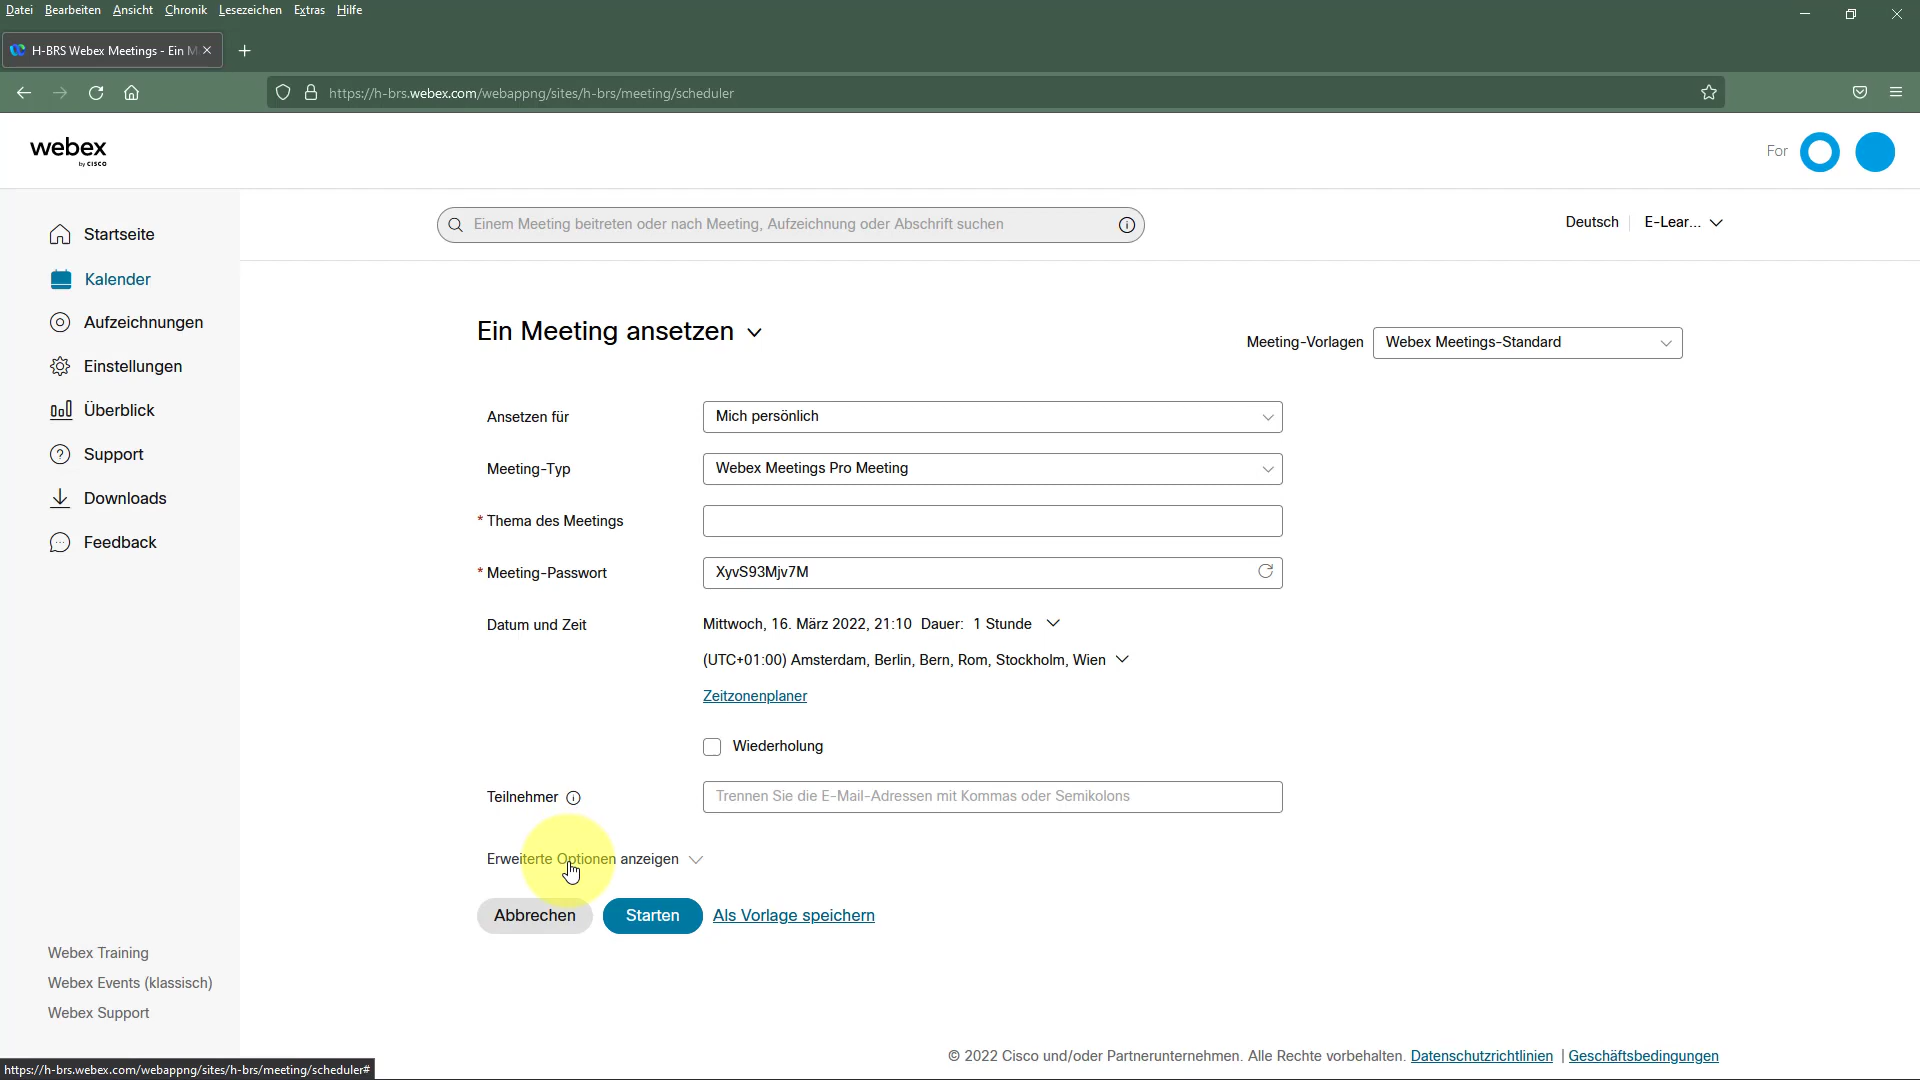 Datei Bearbeiten Ansicht Chronik Lesezeichen Extras Hilfe
H-BRS Webex Meetings - Ein M
https://h-brs.webex.com/webappng/sites/h-brs/meeting/scheduler
webex
by CISCO
For
Startseite
Kalender
Aufzeichnungen
Einstellungen
Überblick
Support
Downloads
Feedback
Einem Meeting beitreten oder nach Meeting, Aufzeichnung oder Abschrift suchen
Deutsch E-Lear...
Ein Meeting ansetzen
Meeting-Vorlagen Webex Meetings-Standard
Ansetzen für Mich persönlich
Meeting-Typ Webex Meetings Pro Meeting
* Thema des Meetings
* Meeting-Passwort XyvS93Mjv7M
Datum und Zeit Mittwoch, 16. März 2022, 21:10 Dauer: 1 Stunde
(UTC+01:00) Amsterdam, Berlin, Bern, Rom, Stockholm, Wien
Zeitzonenplaner
Wiederholung
Teilnehmer Trennen Sie die E-Mail-Adressen mit Kommas oder Semikolons
Erweiterte Optionen anzeigen
Abbrechen Starten Als Vorlage speichern
Webex Training
Webex Events (klassisch)
Webex Support
© 2022 Cisco und/oder Partnerunternehmen. Alle Rechte vorbehalten. Datenschutzrichtlinien | Geschäftsbedingungen
https://h-brs.webex.com/webappng/sites/h-brs/meeting/scheduler#